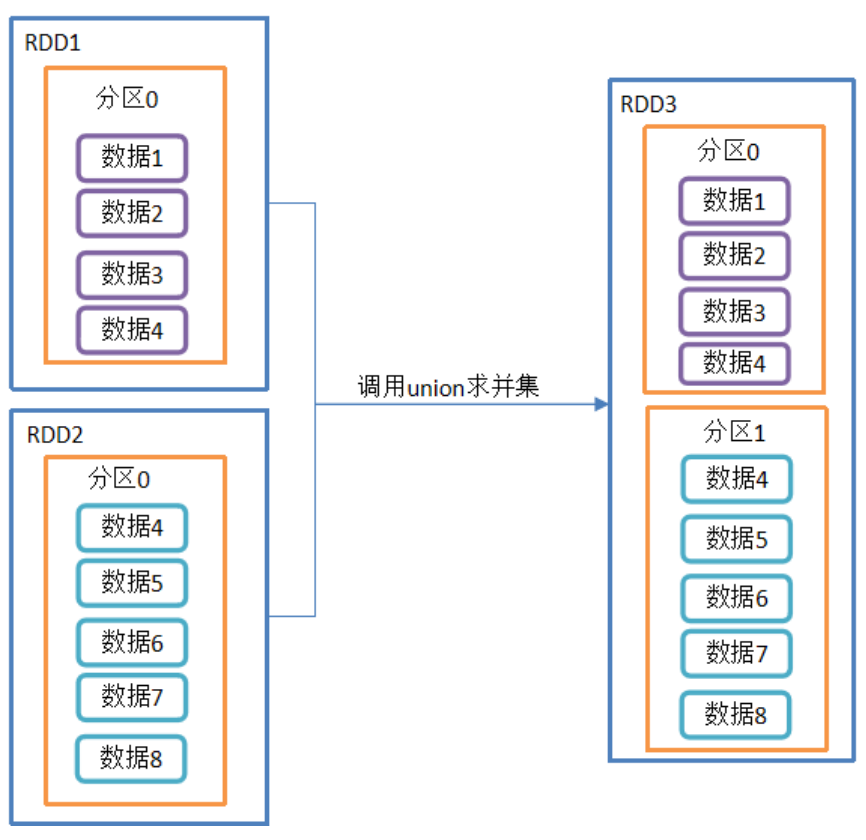 RDD1
分区0
数据1
数据2
数据3
数据4
RDD2
分区0
数据4
数据5
数据6
数据7
数据8
调用union求并集
RDD3
分区0
数据1
数据2
数据3
数据4
分区1
数据4
数据5
数据6
数据7
数据8